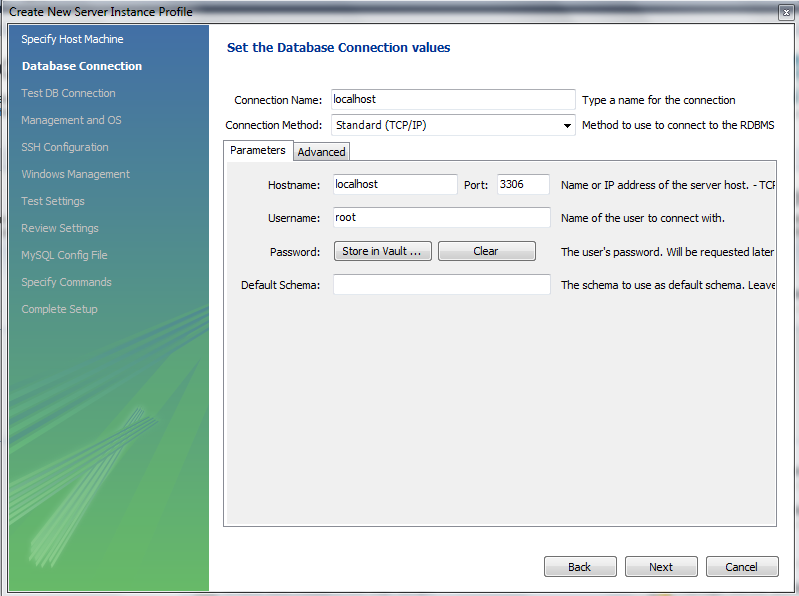 Create New Server Instance Profile
Specify Host Machine
Database Connection
Test DB Connection
Management and OS
SSH Configuration
Windows Management
Test Settings
Review Settings
MySQL Config File
Specify Commands
Complete Setup
Set the Database Connection values
Connection Name: localhost Type a name for the connection
Connection Method: Standard (TCP/IP) Method to use to connect to the RDBMS
Parameters Advanced
Hostname: localhost Port: 3306 Name or IP address of the server host. - TCP
Username: root Name of the user to connect with.
Password: Store in Vault ... Clear The user's password. Will be requested later
Default Schema: The schema to use as default schema. Leave
Back Next Cancel